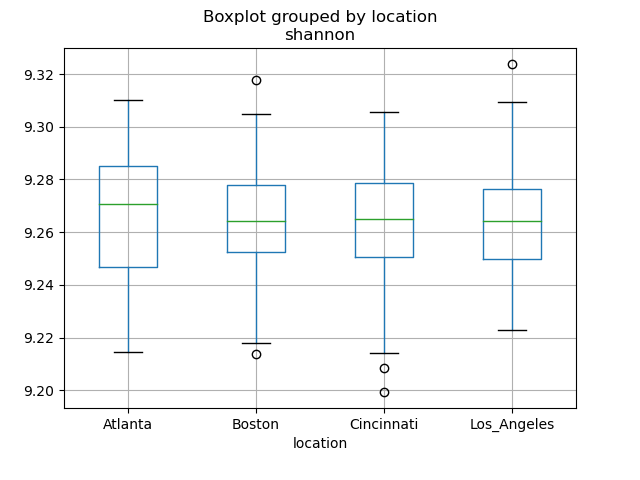 Boxplot grouped by location
shannon
9.32
9.30
9.28
9.26
9.24
9.22
9.20
Atlanta Boston Cincinnati Los_Angeles
location